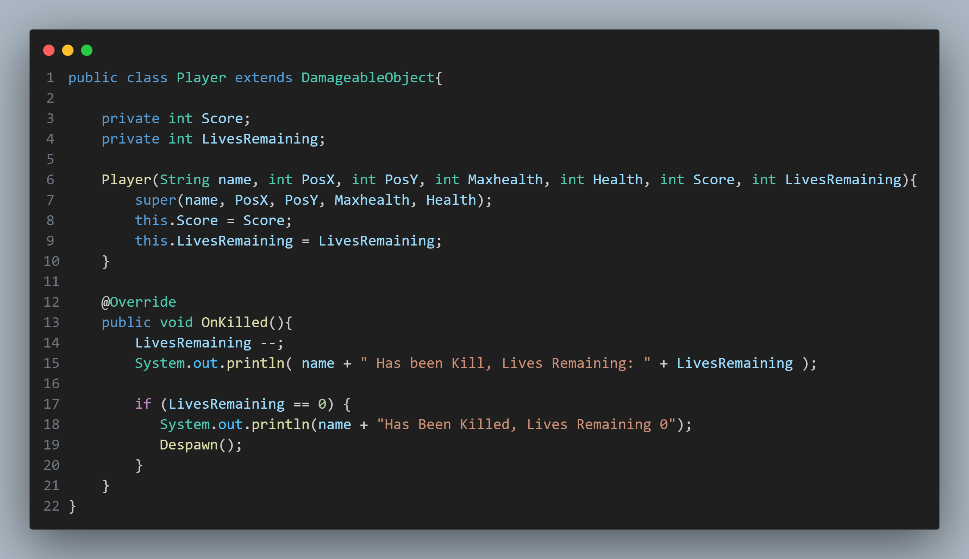 1 public class Player extends DamageableObject{
2
3     private int Score;
4     private int LivesRemaining;
5
6     Player(String name, int PosX, int PosY, int Maxhealth, int Health, int Score, int LivesRemaining){
7         super(name, PosX, PosY, Maxhealth, Health);
8         this.Score = Score;
9         this.LivesRemaining = LivesRemaining;
10     }
11
12     @Override
13     public void OnKilled(){
14         LivesRemaining --;
15         System.out.println( name + " Has been Kill, Lives Remaining: " + LivesRemaining );
16
17         if (LivesRemaining == 0) {
18            System.out.println(name + "Has Been Killed, Lives Remaining 0");
19            Despawn();
20         }
21     }
22 }